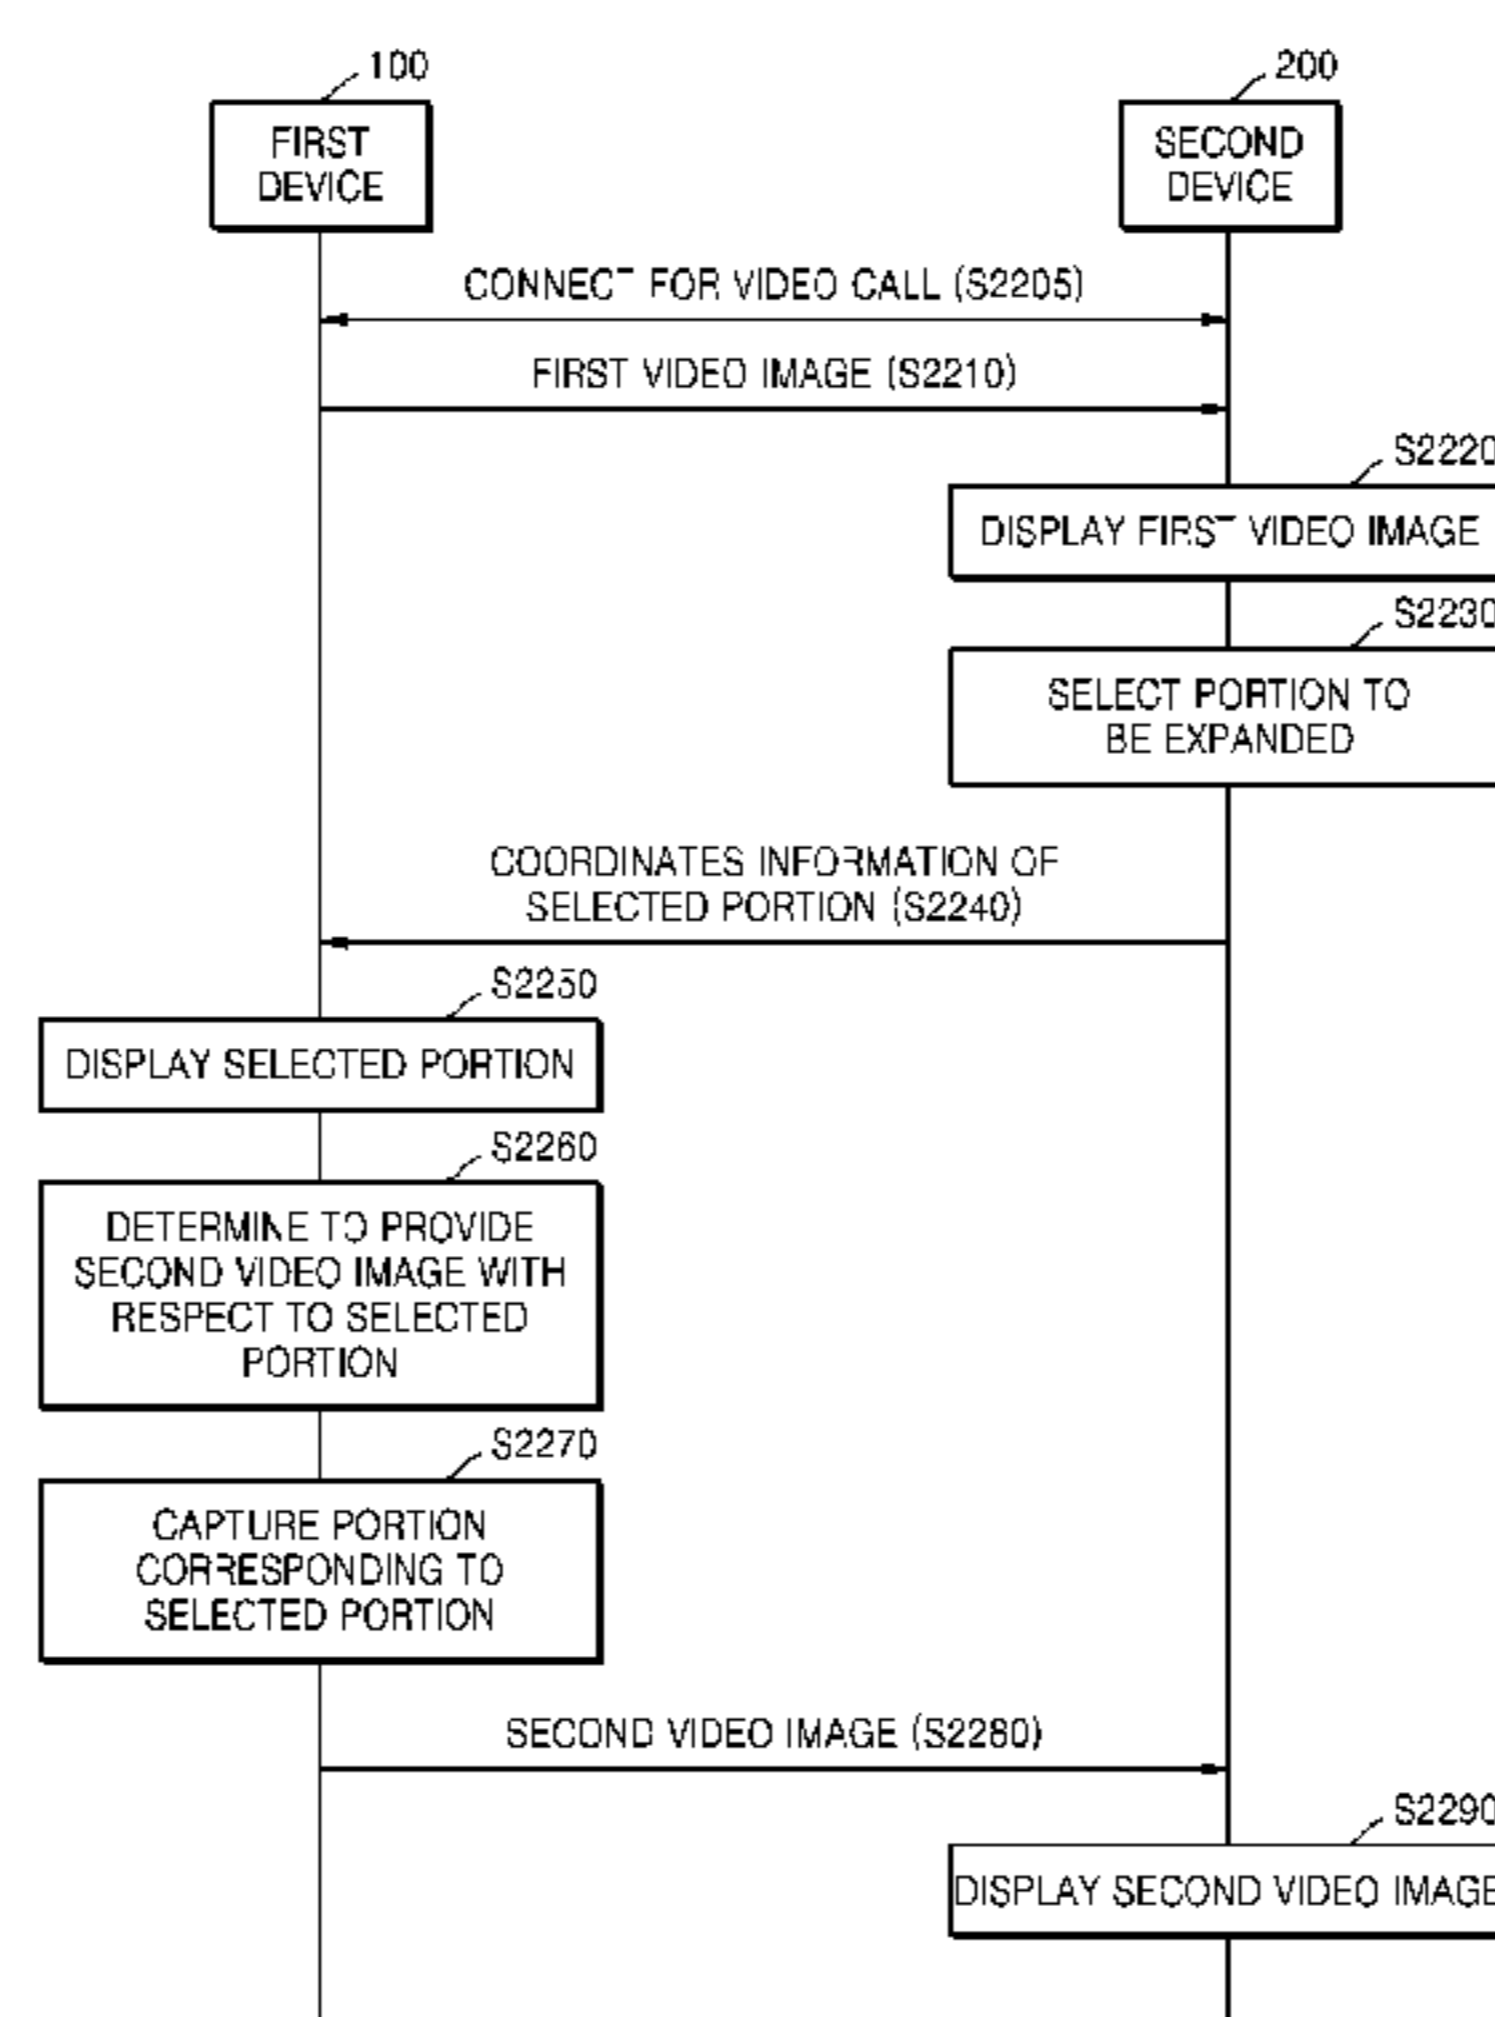 100
200
FIRST
DEVICE
SECOND
DEVICE
CONNECT FOR VIDEO CALL (S2205)
FIRST VIDEO IMAGE (S2210)
S2220
DISPLAY FIRST VIDEO IMAGE
S2230
SELECT PORTION TO
BE EXPANDED
COORDINATES INFORMATION OF
SELECTED PORTION (S2240)
S2250
DISPLAY SELECTED PORTION
S2260
DETERMINE TO PROVIDE
SECOND VIDEO IMAGE WITH
RESPECT TO SELECTED
PORTION
S2270
CAPTURE PORTION
CORRESPONDING TO
SELECTED PORTION
SECOND VIDEO IMAGE (S2280)
S2290
DISPLAY SECOND VIDEO IMAGE